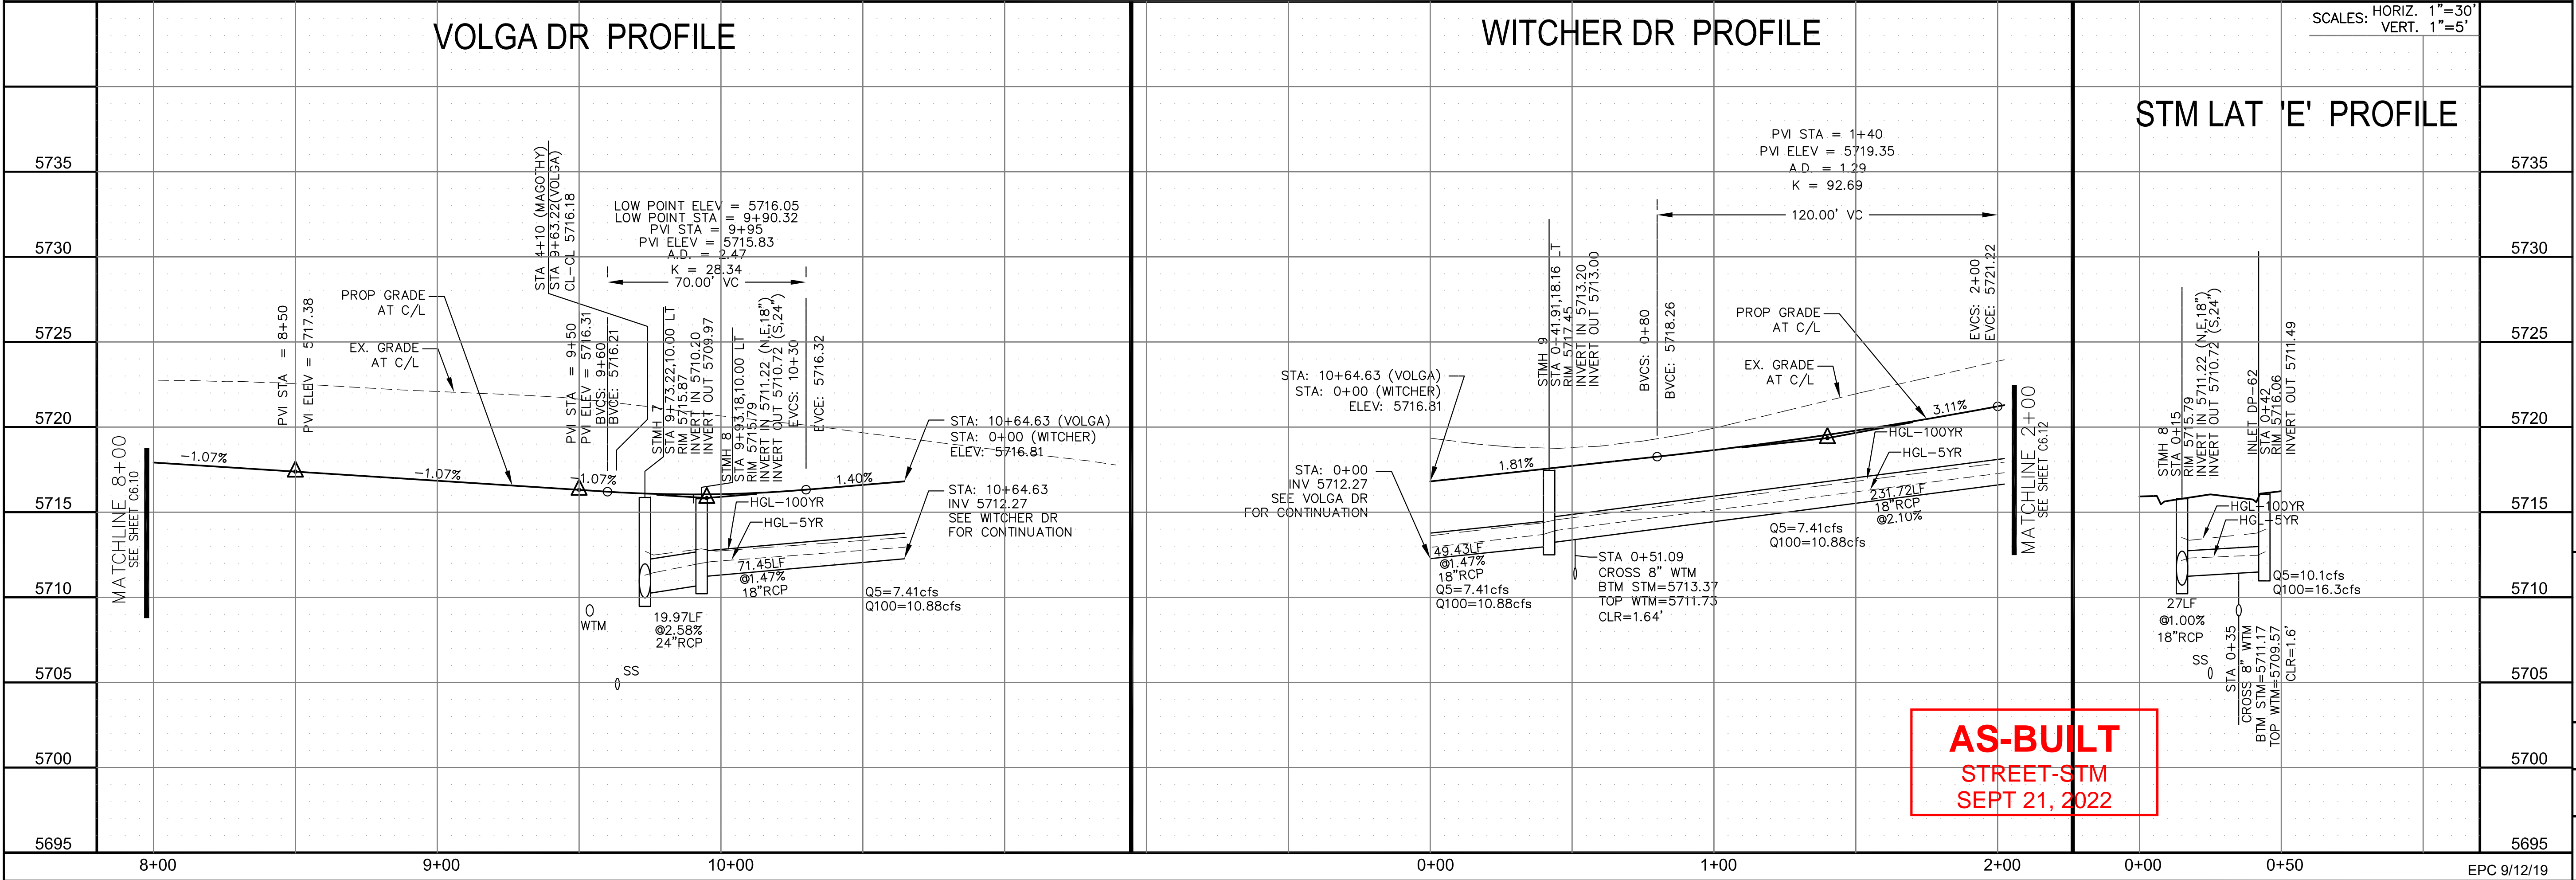 VOLGA DR PROFILE
5735
5730
5725
5720
5715
5710
5705
5700
5695
MATCHLINE 8+00
SEE SHEET C6.10
-1.07%
PVI STA = 8+50
PVI ELEV = 5717.38
PROP GRADE
AT C/L
EX. GRADE
AT C/L
-1.07%
STA 4+10 (MAGOTHY)
STA 9+63.22(VOLGA)
CL-CL 5716.18
LOW POINT ELEV = 5716.05
LOW POINT STA = 9+90.32
PVI STA = 9+95
PVI ELEV = 5715.83
A.D. = 2.47
K = 28.34
70.00' VC
PVI STA = 9+50
PVI ELEV = 5716.31
BVCS: 9+60
BVCE: 5716.21
-1.07%
STMH 7
STA 9+73.22,10.00 LT
RIM 5715.87
INVERT IN 5710.20
INVERT OUT 5709.97
STMH 8
STA 9+93.18,10.00 LT
RIM 5715.79
INVERT IN 5711.22 (N,E,18")
INVERT OUT 5710.72 (S,24")
EVCS: 10+30
EVCE: 5716.32
1.40%
STA: 10+64.63 (VOLGA)
STA: 0+00 (WITCHER)
ELEV: 5716.81
STA: 10+64.63
INV 5712.27
SEE WITCHER DR
FOR CONTINUATION
HGL-100YR
HGL-5YR
71.45LF
@1.47%
18"RCP
Q5=7.41cfs
Q100=10.88cfs
19.97LF
@2.58%
24"RCP
WTM
SS
8+00
9+00
10+00
WITCHER DR PROFILE
PVI STA = 1+40
PVI ELEV = 5719.35
A.D. = 1.29
K = 92.69
120.00' VC
STMH 9
STA 0+41.91,18.16 LT
RIM 5717.45
INVERT IN 5713.20
INVERT OUT 5713.00
BVCS: 0+80
BVCE: 5718.26
EVCS: 2+00
EVCE: 5721.22
PROP GRADE
AT C/L
EX. GRADE
AT C/L
STA: 10+64.63 (VOLGA)
STA: 0+00 (WITCHER)
ELEV: 5716.81
1.81%
3.11%
STA: 0+00
INV 5712.27
SEE VOLGA DR
FOR CONTINUATION
HGL-100YR
HGL-5YR
231.72LF
18"RCP
@2.10%
Q5=7.41cfs
Q100=10.88cfs
49.43LF
@1.47%
18"RCP
Q5=7.41cfs
Q100=10.88cfs
STA 0+51.09
CROSS 8" WTM
BTM STM=5713.37
TOP WTM=5711.73
CLR=1.64'
MATCHLINE 2+00
SEE SHEET C6.12
0+00
1+00
2+00
SCALES: HORIZ. 1"=30'
VERT. 1"=5'
STM LAT 'E' PROFILE
STMH 8
STA 0+15
RIM 5715.79
INVERT IN 5711.22 (N,E,18")
INVERT OUT 5710.72 (S,24")
INLET DP-62
STA 0+42
RIM 5716.06
INVERT OUT 5711.49
HGL-100YR
HGL-5YR
Q5=10.1cfs
Q100=16.3cfs
27LF
@1.00%
18"RCP
SS
STA 0+35
CROSS 8" WTM
BTM STM=5711.17
TOP WTM=5709.57
CLR=1.6'
5735
5730
5725
5720
5715
5710
5705
5700
5695
0+00
0+50
AS-BUILT
STREET-STM
SEPT 21, 2022
EPC 9/12/19